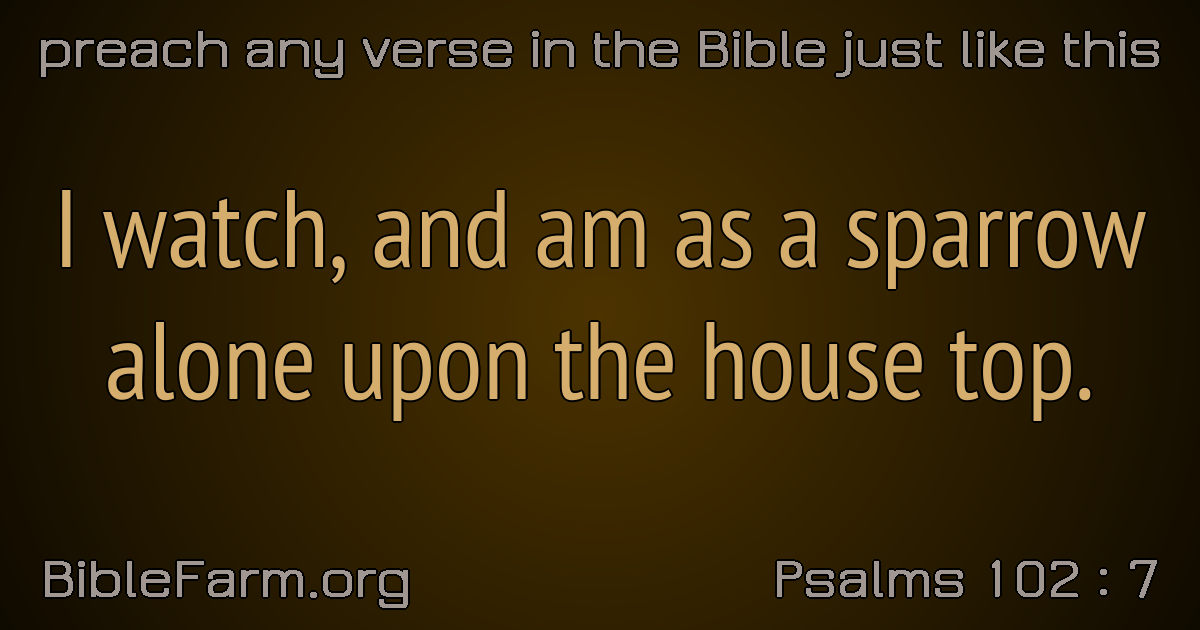 preach any verse in the Bible just like this
I watch, and am as a sparrow
alone upon the house top.
BibleFarm.org
Psalms 102 : 7